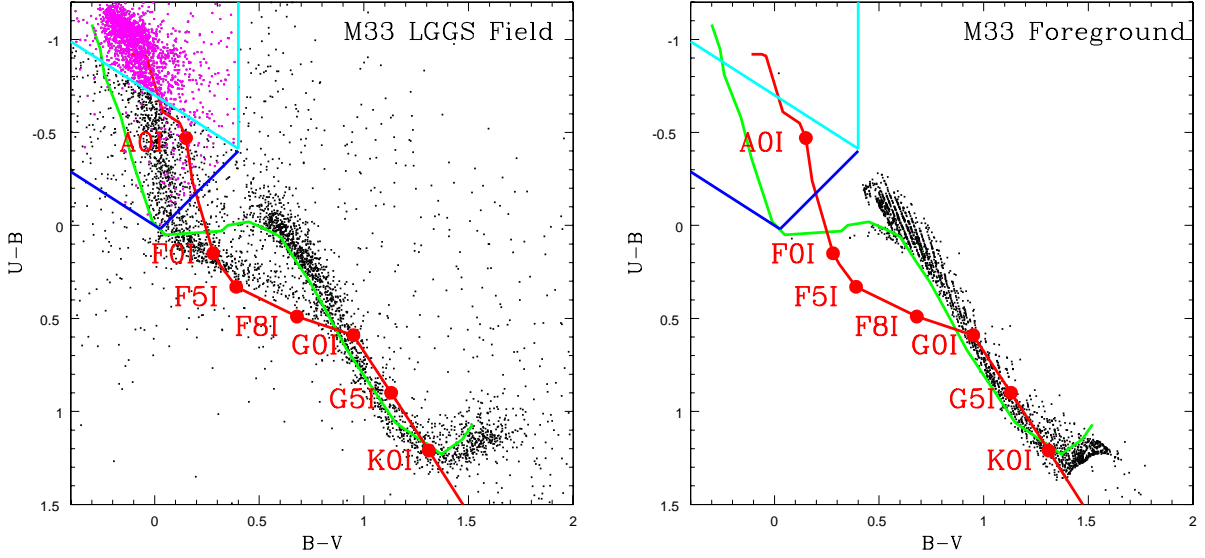 M33 LGGS Field
-1
-0.5
0
0.5
1
1.5
U-B
A0I
F0I
F5I
F8I
G0I
G5I
K0I
0
0.5
1
1.5
2
B-V
M33 Foreground
-1
-0.5
0
0.5
1
1.5
U-B
A0I
F0I
F5I
F8I
G0I
G5I
K0I
0
0.5
1
1.5
2
B-V